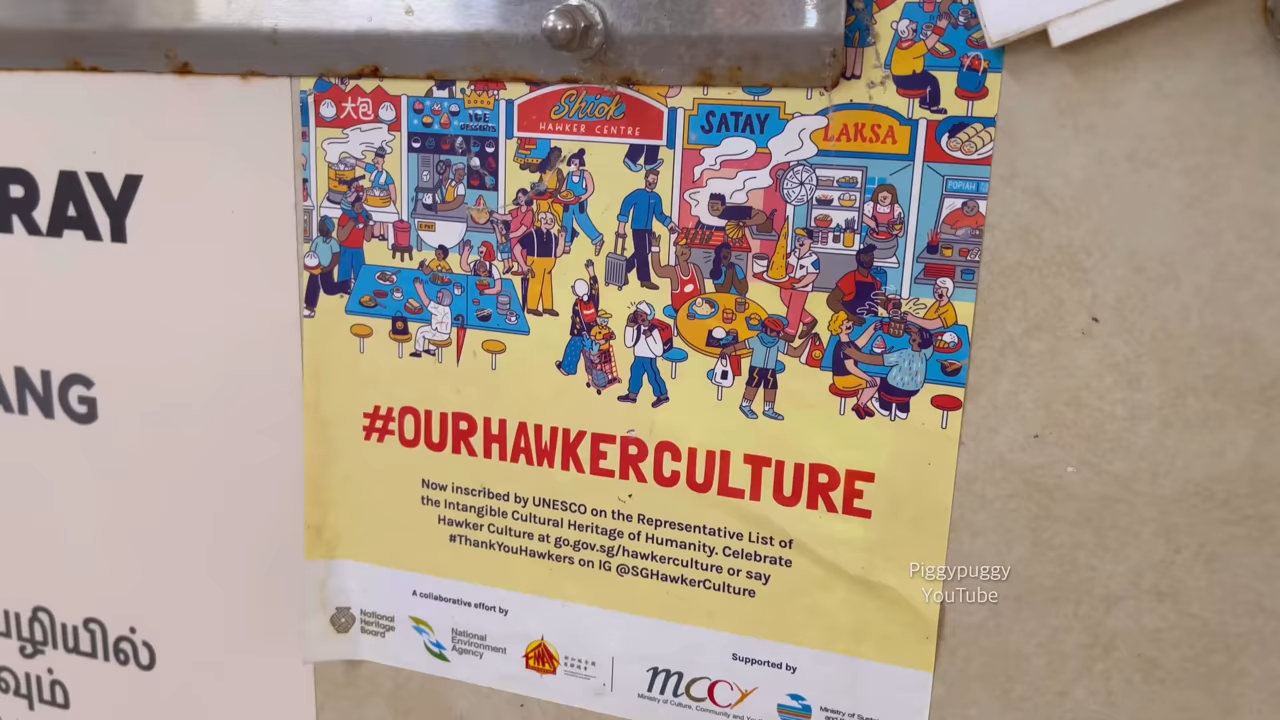 RAY
ANG
பழியில்
வும்
大包
ICE
DESSERTS
Shiok
HAWKER CENTRE
SATAY
LAKSA
POPIAH
#OURHAWKERCULTURE
Now inscribed by UNESCO on the Representative List of
the Intangible Cultural Heritage of Humanity. Celebrate
Hawker Culture at go.gov.sg/hawkerculture or say
#ThankYouHawkers on IG @SGHawkerCulture
A collaborative effort by
National
Heritage
Board
National
Environment
Agency
Supported by
mccy
Ministry of Culture, Community and
Ministry of
Piggypuggy
YouTube